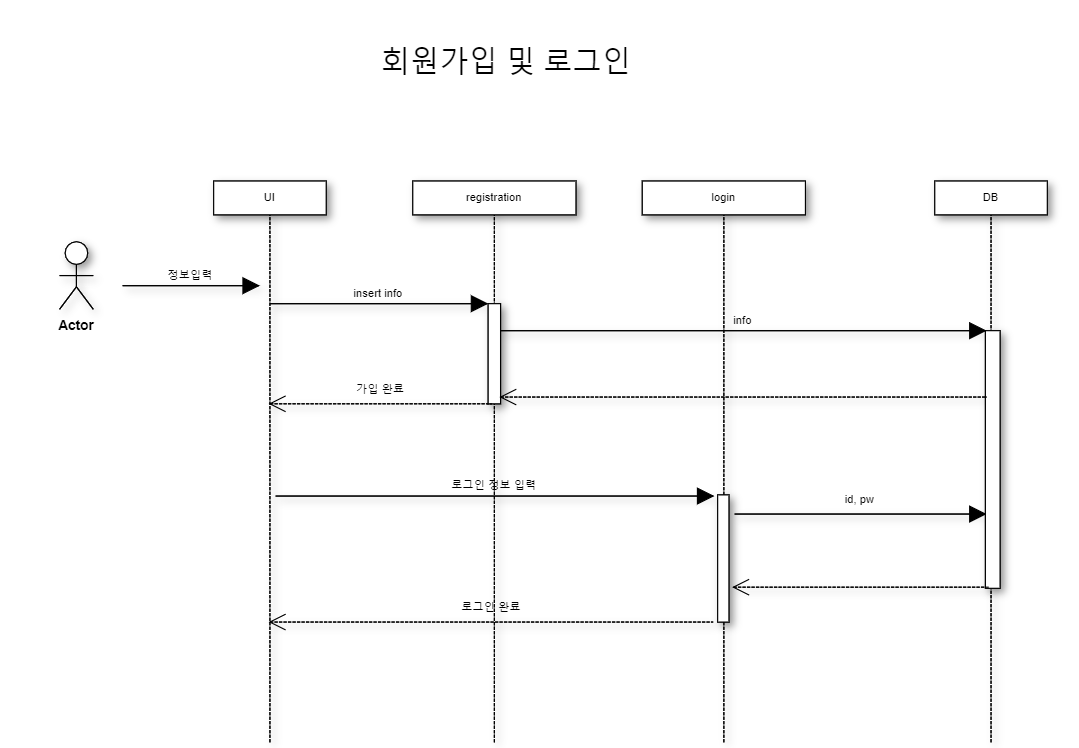 회원가입 및 로그인
UI
registration
login
DB
정보입력
Actor
insert info
info
가입 완료
로그인 정보 입력
id, pw
로그인 완료